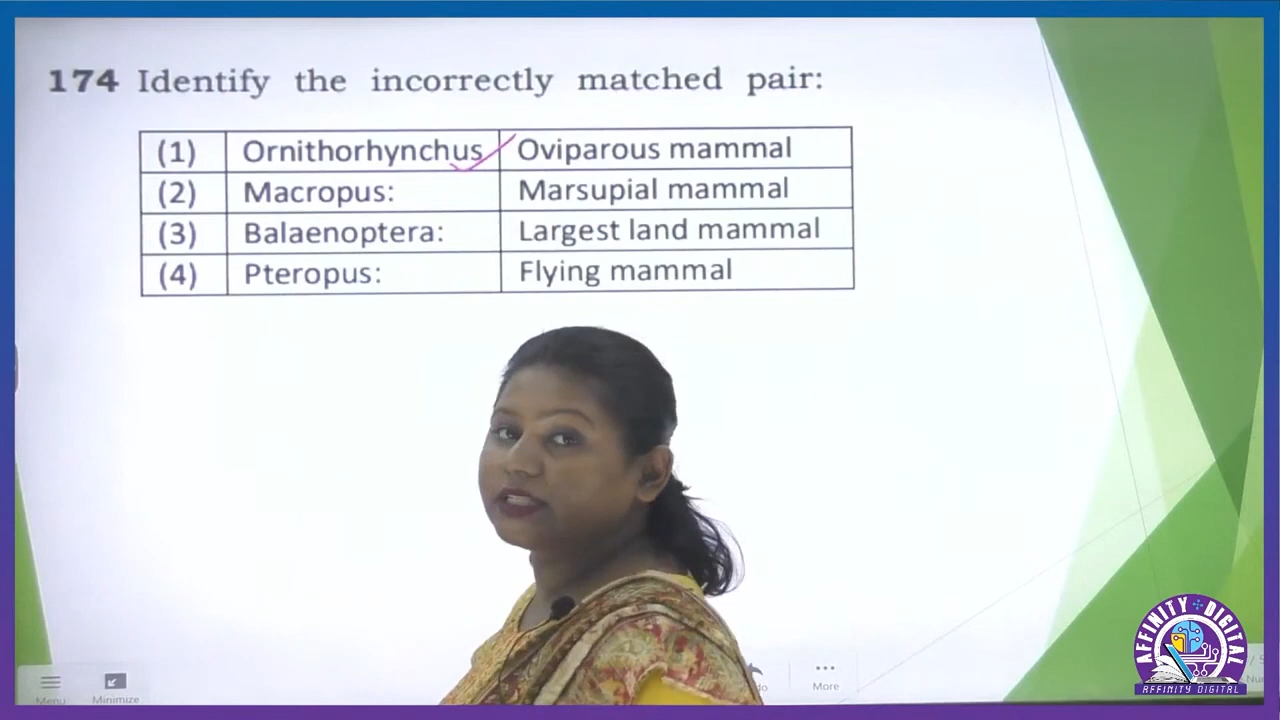 174 Identify the incorrectly matched pair:
(1) Ornithorhynchus Oviparous mammal
(2) Macropus: Marsupial mammal
(3) Balaenoptera: Largest land mammal
(4) Pteropus: Flying mammal
Menu
Minimize
More
AFFINITY DIGITAL
AFFINITY DIGITAL